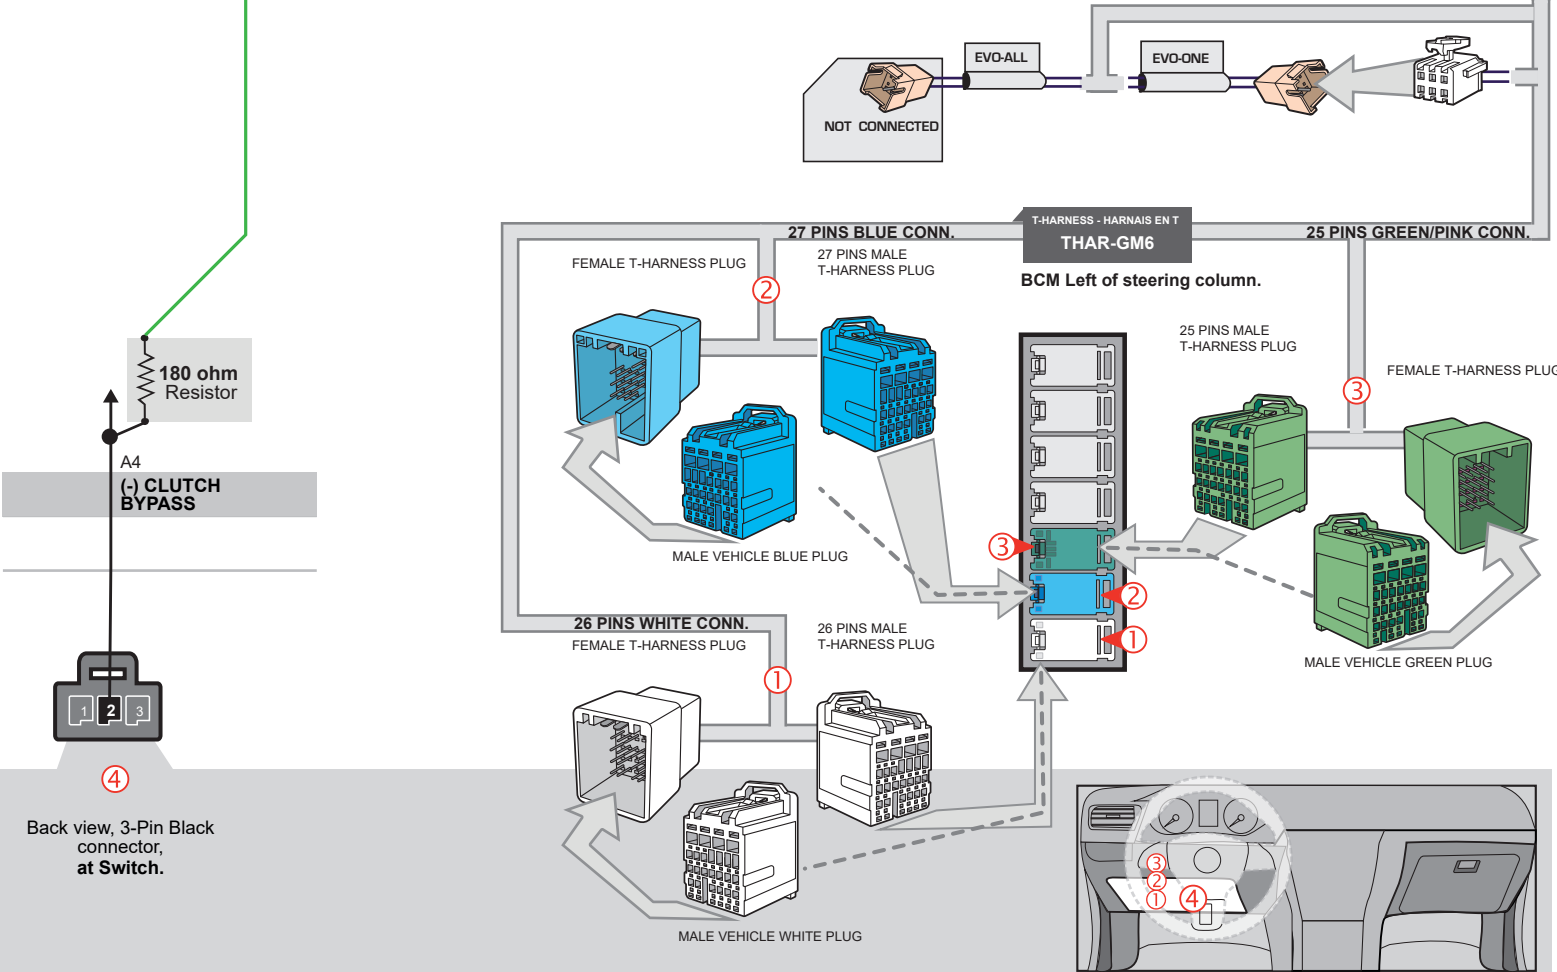 EVO-ALL
EVO-ONE
NOT CONNECTED
T-HARNESS - HARNAIS EN T
THAR-GM6
27 PINS BLUE CONN.
25 PINS GREEN/PINK CONN.
FEMALE T-HARNESS PLUG
27 PINS MALE
T-HARNESS PLUG
BCM Left of steering column.
2
25 PINS MALE
T-HARNESS PLUG
FEMALE T-HARNESS PLUG
3
180 ohm
Resistor
A4
(-) CLUTCH
BYPASS
MALE VEHICLE BLUE PLUG
3
2
1
26 PINS WHITE CONN.
FEMALE T-HARNESS PLUG
26 PINS MALE
T-HARNESS PLUG
MALE VEHICLE GREEN PLUG
1
1 2 3
4
Back view, 3-Pin Black
connector,
at Switch.
MALE VEHICLE WHITE PLUG
3
2
1
4